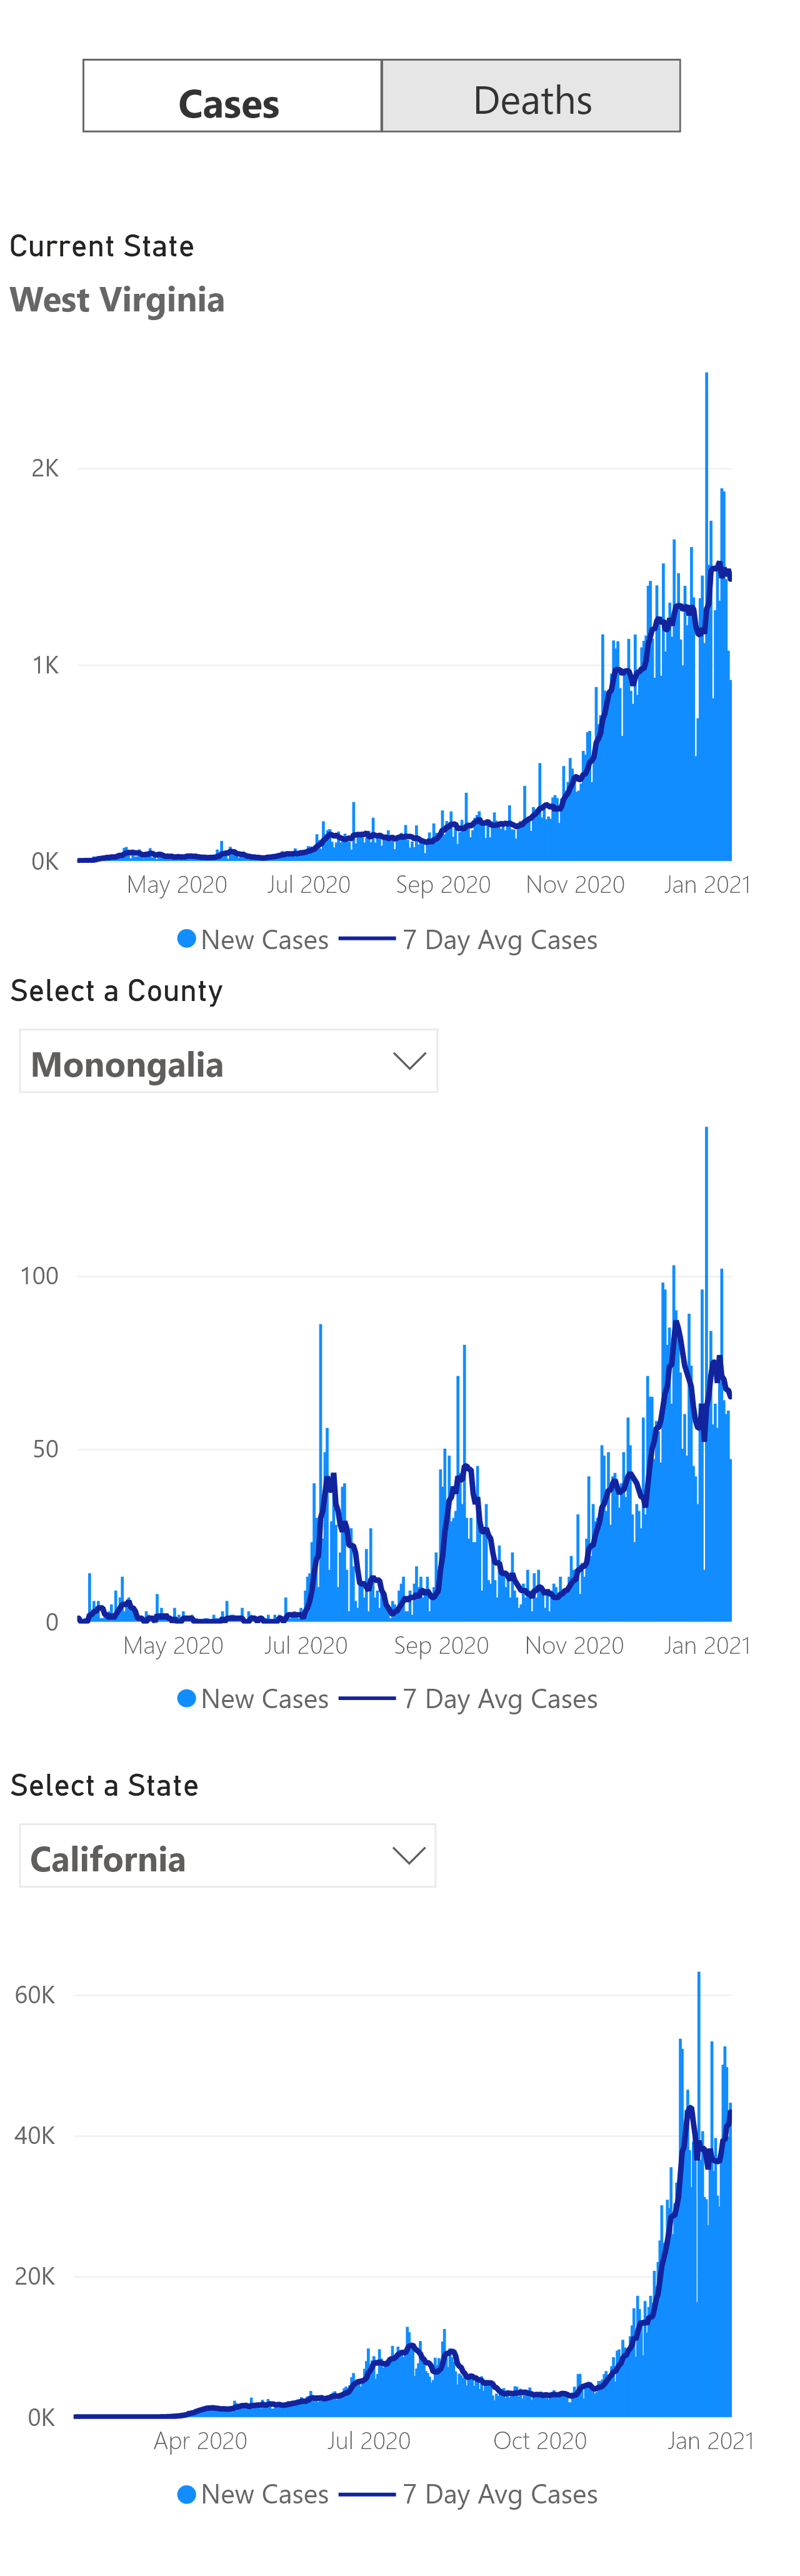 Cases Deaths
Current State
West Virginia
2K
1K
0K
May 2020 Jul 2020 Sep 2020 Nov 2020 Jan 2021
New Cases 7 Day Avg Cases
Select a County
Monongalia
100
50
0
May 2020 Jul 2020 Sep 2020 Nov 2020 Jan 2021
New Cases 7 Day Avg Cases
Select a State
California
60K
40K
20K
0K
Apr 2020 Jul 2020 Oct 2020 Jan 2021
New Cases 7 Day Avg Cases